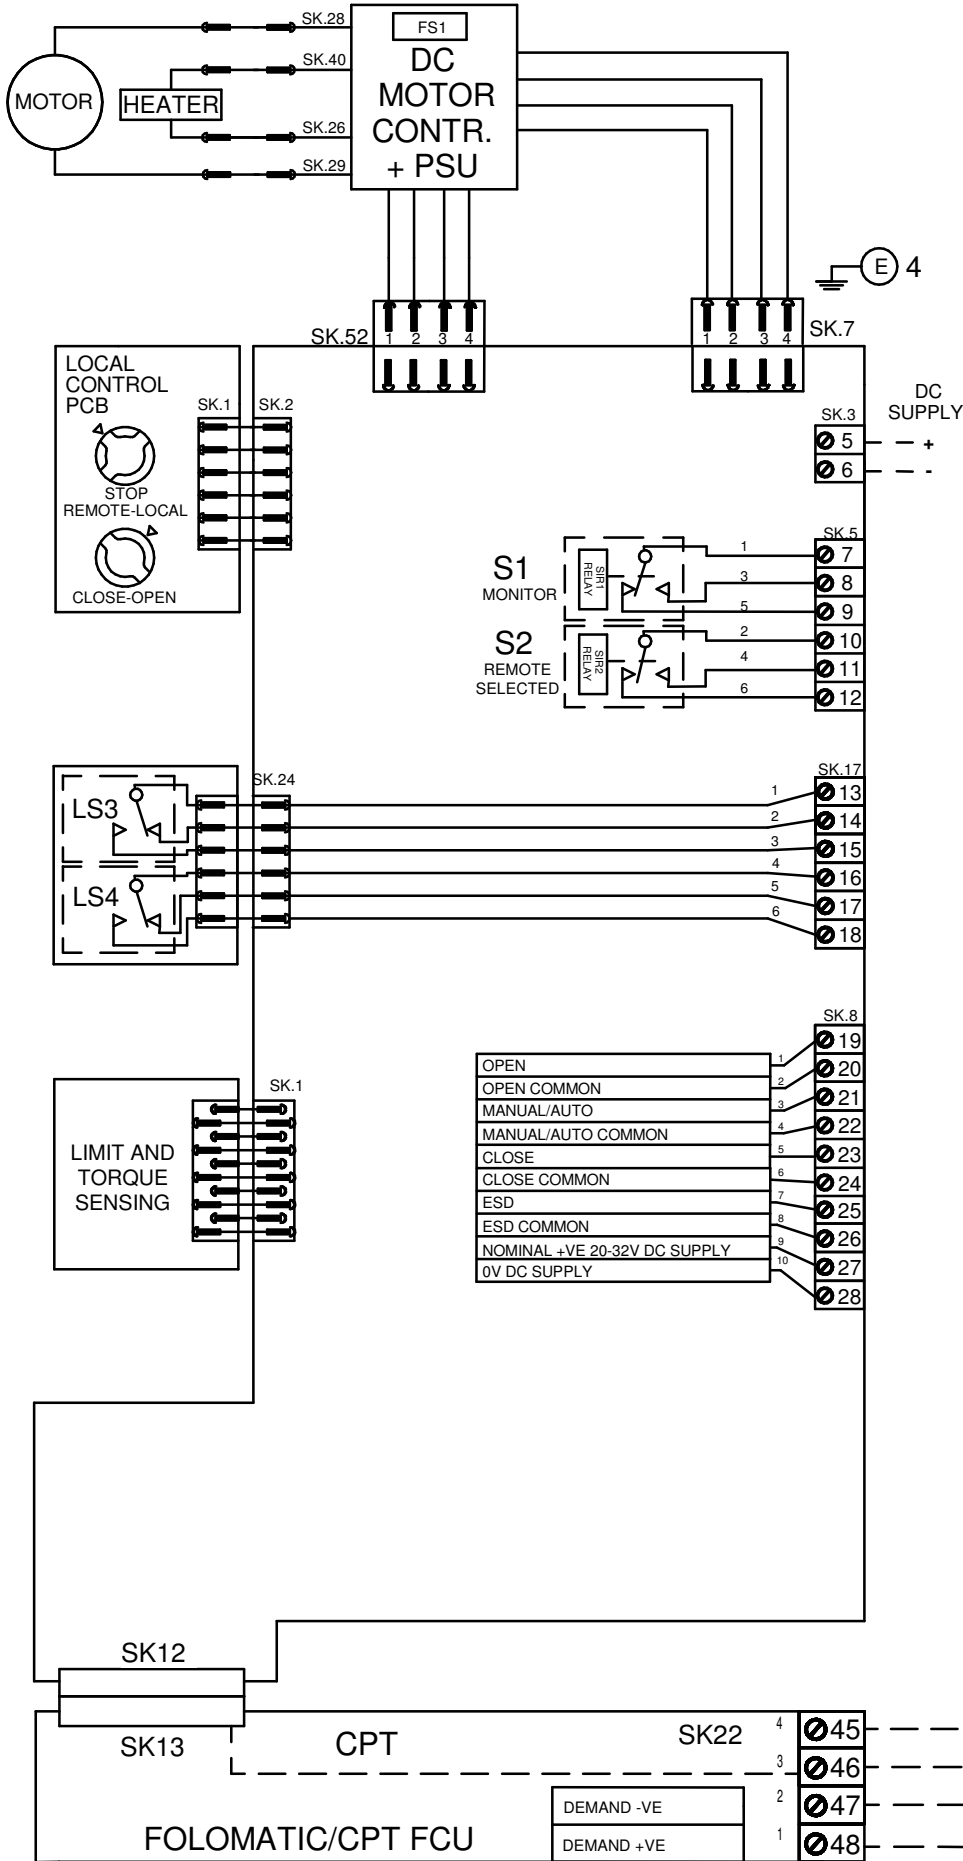 SK.28
FS1
MOTOR
SK.40
HEATER
DC
MOTOR
CONTR.
+ PSU
SK.26
SK.29
E 4
SK.52
1 2 3 4
1 2 3 4
SK.7
LOCAL
CONTROL
PCB
STOP
REMOTE-LOCAL
CLOSE-OPEN
SK.1 SK.2
DC
SUPPLY
SK.3
5 +
6 -
SK.5
S1
MONITOR
SIR1
RELAY
1 7
3 8
5 9
S2
REMOTE
SELECTED
SIR2
RELAY
2 10
4 11
6 12
LS3
LS4
SK.24
SK.17
1 13
2 14
3 15
4 16
5 17
6 18
SK.8
OPEN 1 19
OPEN COMMON 2 20
MANUAL/AUTO 3 21
MANUAL/AUTO COMMON 4 22
CLOSE 5 23
CLOSE COMMON 6 24
ESD 7 25
ESD COMMON 8 26
NOMINAL +VE 20-32V DC SUPPLY 9 27
0V DC SUPPLY 10 28
SK.1
LIMIT AND
TORQUE
SENSING
SK12
SK13
CPT
SK22
4 45
3 46
DEMAND -VE 2 47
FOLOMATIC/CPT FCU
DEMAND +VE 1 48